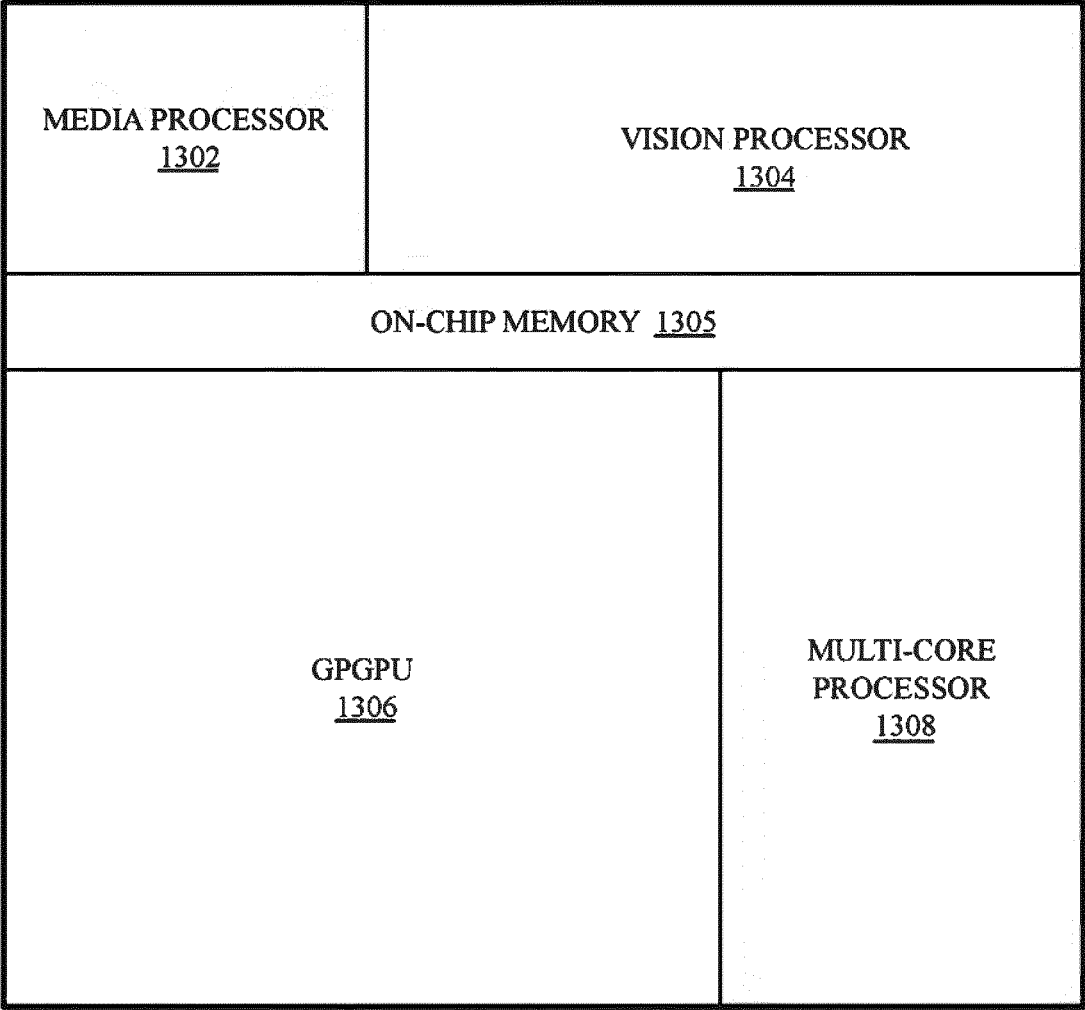 MEDIA PROCESSOR
1302
VISION PROCESSOR
1304
ON-CHIP MEMORY 1305
GPGPU
1306
MULTI-CORE
PROCESSOR
1308